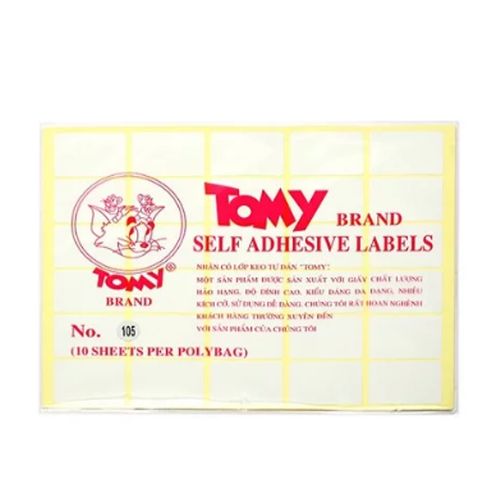 TOMY BRAND
SELF ADHESIVE LABELS
TOMY®
BRAND
NHÃN CÓ LỚP KEO TỰ DÁN "TOMY".
MỘT SẢN PHẨM ĐƯỢC SẢN XUẤT VỚI GIẤY CHẤT LƯỢNG
HẢO HẠNG, ĐỘ DÍNH CAO, KIỂU DÁNG ĐA DẠNG, NHIỀU
KÍCH CỠ, SỬ DỤNG DỄ DÀNG. CHÚNG TÔI RẤT HOAN NGHÊNH
KHÁCH HÀNG THƯỜNG XUYÊN ĐẾN
VỚI SẢN PHẨM CỦA CHÚNG TÔI
No. 105
(10 SHEETS PER POLYBAG)